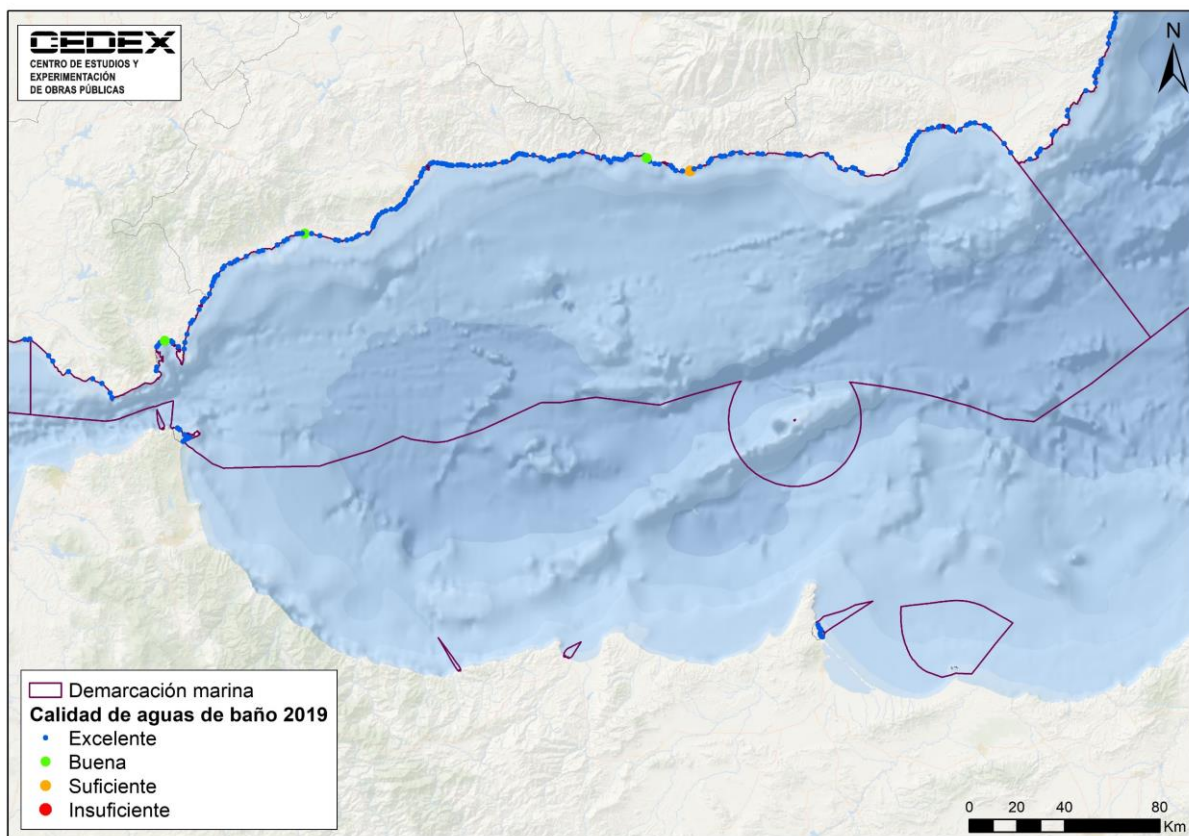 CEDEX
CENTRO DE ESTUDIOS Y
EXPERIMENTACIÓN
DE OBRAS PÚBLICAS
N
Demarcación marina
Calidad de aguas de baño 2019
Excelente
Buena
Suficiente
Insuficiente
0 20 40 80
Km